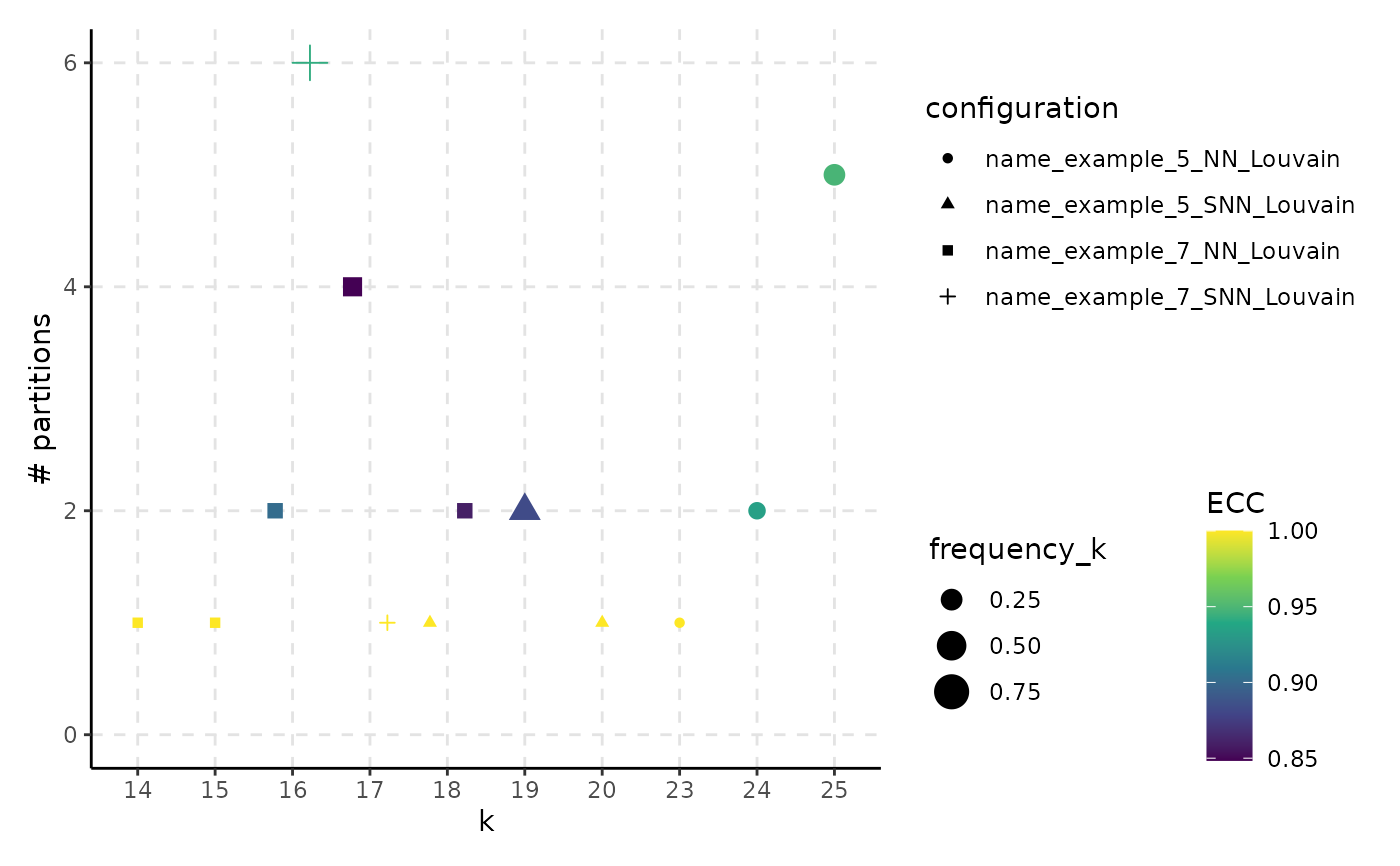 6
4
2
0
# partitions
14 15 16 17 18 19 20 23 24 25
k
configuration
name_example_5_NN_Louvain
name_example_5_SNN_Louvain
name_example_7_NN_Louvain
name_example_7_SNN_Louvain
frequency_k
0.25
0.50
0.75
ECC
1.00
0.95
0.90
0.85